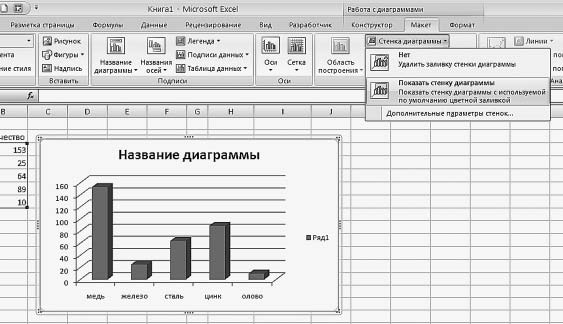 Книга1 - Microsoft Excel
Работа с диаграммами
Разметка страницы Формулы Данные Рецензирование Вид Разработчик Конструктор Макет Формат
Рисунок
Фигуры
Надпись
Вставить
Название диаграммы
Названия осей
Легенда
Подписи данных
Таблица данных
Подписи
Оси
Сетка
Оси
Область построения
Стенка диаграммы
Линии
Нет
Удалить заливку стенки диаграммы
Показать стенку диаграммы
Показать стенку диаграммы с используемой
по умолчанию цветной заливкой
Дополнительные параметры стенок...
fx
B C D E F G H I J
чество
153
25
64
89
10
Название диаграммы
160
140
120
100
80
60
40
20
0
медь железо сталь цинк олово
Ряд1